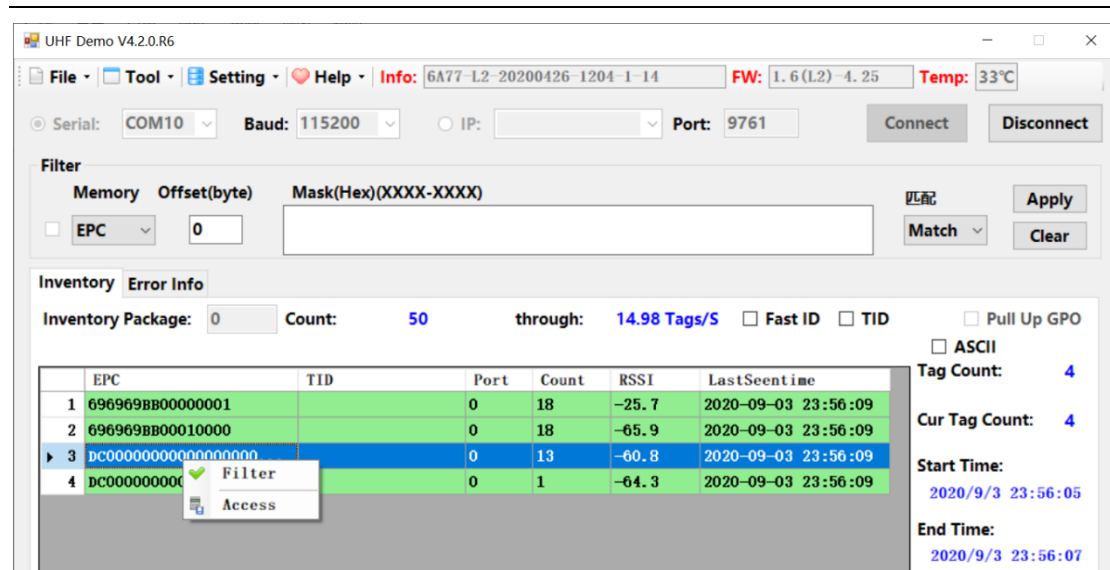 UHF Demo V4.2.0.R6
File Tool Setting Help Info: 6A77-L2-20200426-1204-1-14 FW: 1.6(L2)-4.25 Temp: 33℃
Serial: COM10 Baud: 115200 IP: Port: 9761 Connect Disconnect
Filter
Memory Offset(byte) Mask(Hex)(XXXX-XXXX) 匹配 Apply
EPC 0 Match Clear
Inventory Error Info
Inventory Package: 0 Count: 50 through: 14.98 Tags/S Fast ID TID Pull Up GPO
ASCII
EPC TID Port Count RSSI LastSeentime Tag Count: 4
1 696969BB00000001 0 18 -25.7 2020-09-03 23:56:09
2 696969BB00010000 0 18 -65.9 2020-09-03 23:56:09 Cur Tag Count: 4
3 DC00000000000000000... 0 13 -60.8 2020-09-03 23:56:09
Filter Start Time:
4 DC000000000 0 1 -64.3 2020-09-03 23:56:09
2020/9/3 23:56:05
Access
End Time:
2020/9/3 23:56:07